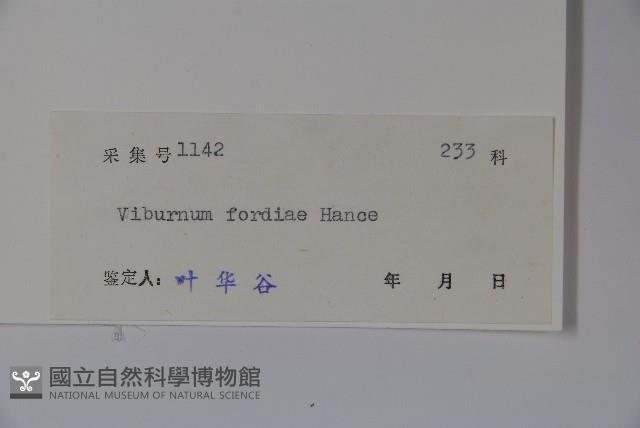 采集号 1142 233 科
Viburnum fordiae Hance
鉴定人: 叶华谷 年 月 日
國立自然科學博物館
NATIONAL MUSEUM OF NATURAL SCIENCE